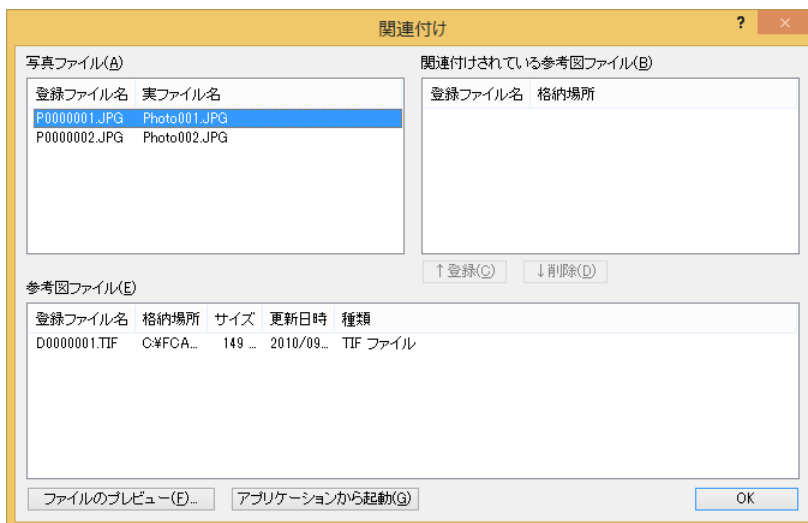 関連付け
?
×
写真ファイル(A)
関連付けされている参考図ファイル(B)
登録ファイル名 実ファイル名
登録ファイル名 格納場所
P0000001.JPG Photo001.JPG
P0000002.JPG Photo002.JPG
↑登録(C) ↓削除(D)
参考図ファイル(E)
登録ファイル名 格納場所 サイズ 更新日時 種類
D0000001.TIF C:¥FCA... 149 ... 2010/09... TIF ファイル
ファイルのプレビュー(F)... アプリケーションから起動(G) OK